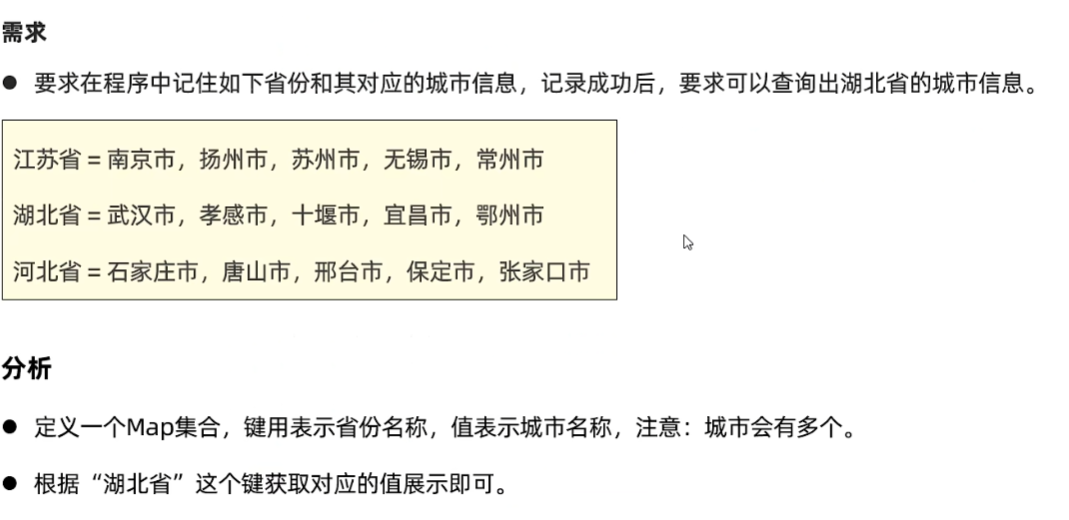 需求
● 要求在程序中记住如下省份和其对应的城市信息，记录成功后，要求可以查询出湖北省的城市信息。
江苏省 = 南京市，扬州市，苏州市，无锡市，常州市
湖北省 = 武汉市，孝感市，十堰市，宜昌市，鄂州市
河北省 = 石家庄市，唐山市，邢台市，保定市，张家口市
分析
● 定义一个Map集合，键用表示省份名称，值表示城市名称，注意：城市会有多个。
● 根据“湖北省”这个键获取对应的值展示即可。